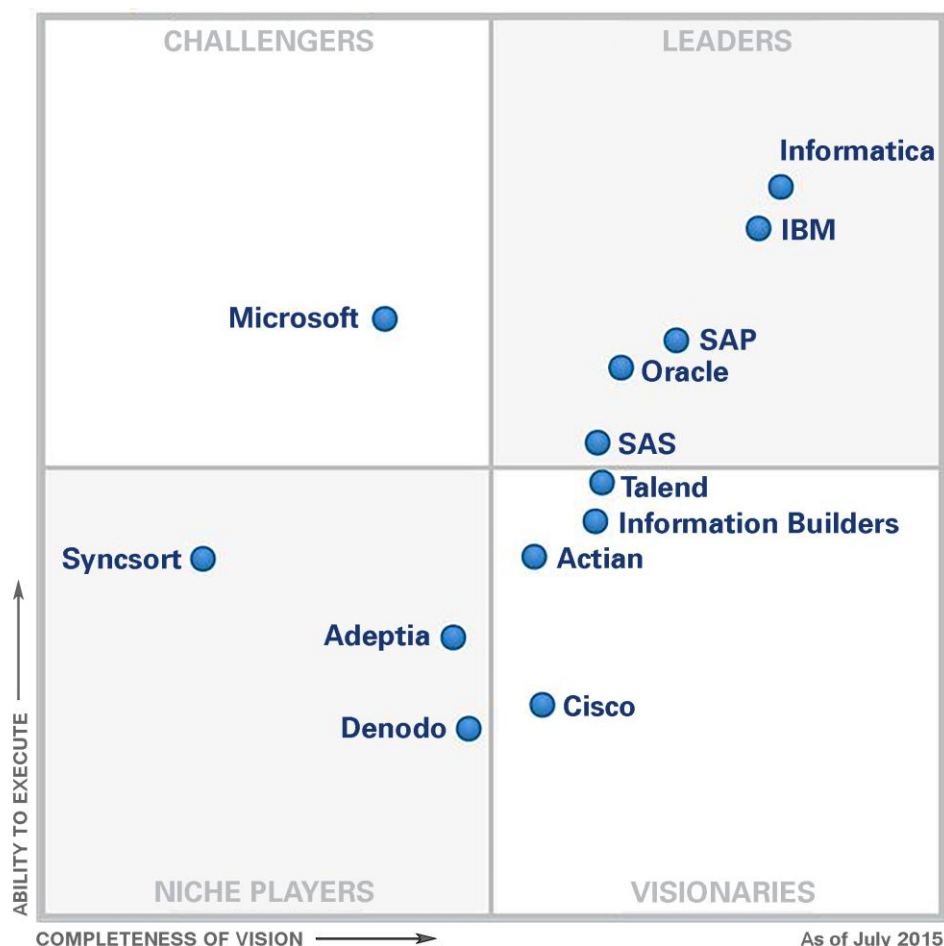 CHALLENGERS
LEADERS
Informatica
IBM
Microsoft
SAP
Oracle
SAS
Talend
Information Builders
Syncsort
Actian
Adeptia
Cisco
Denodo
ABILITY TO EXECUTE
NICHE PLAYERS
VISIONARIES
COMPLETENESS OF VISION
As of July 2015